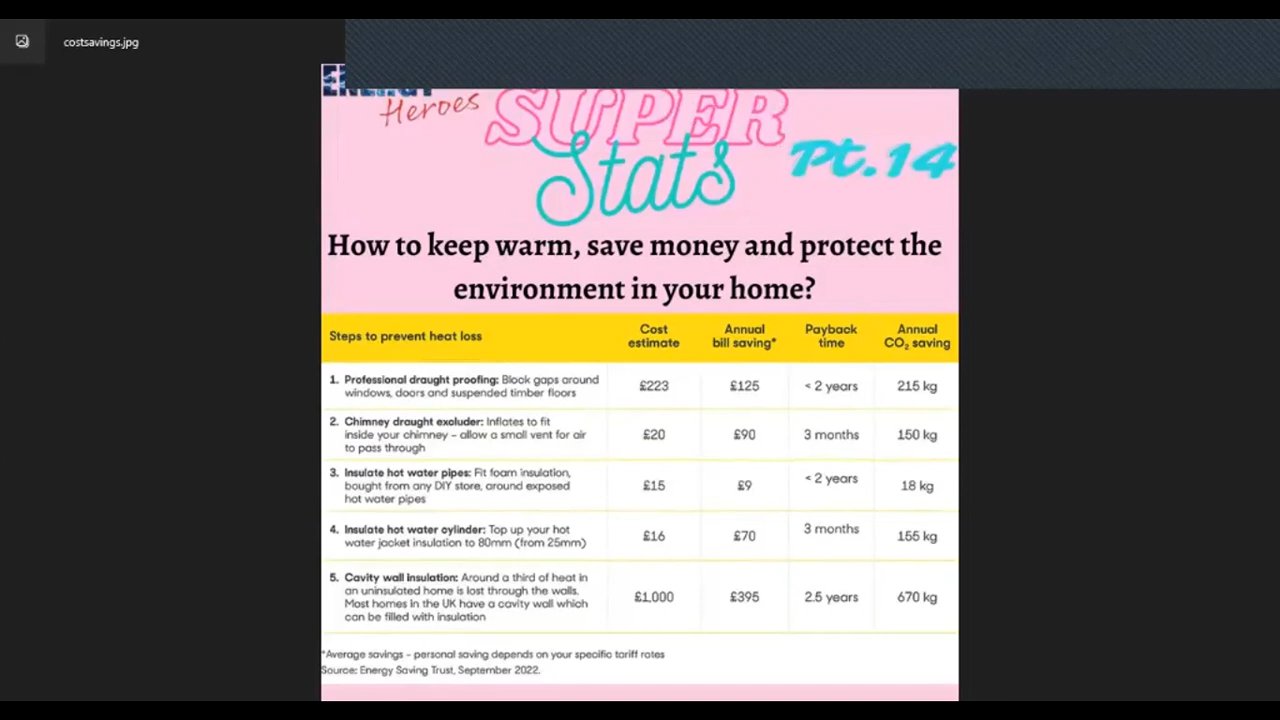 costsavings.jpg
ENERGY
Heroes
SUPER
Stats
Pt.14
How to keep warm, save money and protect the
environment in your home?
Steps to prevent heat loss
Cost
estimate
Annual
bill saving*
Payback
time
Annual
CO₂ saving
1. Professional draught proofing: Block gaps around
windows, doors and suspended timber floors
£223
£125
< 2 years
215 kg
2. Chimney draught excluder: Inflates to fit
inside your chimney – allow a small vent for air
to pass through
£20
£90
3 months
150 kg
3. Insulate hot water pipes: Fit foam insulation,
bought from any DIY store, around exposed
hot water pipes
£15
£9
< 2 years
18 kg
4. Insulate hot water cylinder: Top up your hot
water jacket insulation to 80mm (from 25mm)
£16
£70
3 months
155 kg
5. Cavity wall insulation: Around a third of heat in
an uninsulated home is lost through the walls.
Most homes in the UK have a cavity wall which
can be filled with insulation
£1,000
£395
2.5 years
670 kg
*Average savings – personal saving depends on your specific tariff rates
Source: Energy Saving Trust, September 2022.